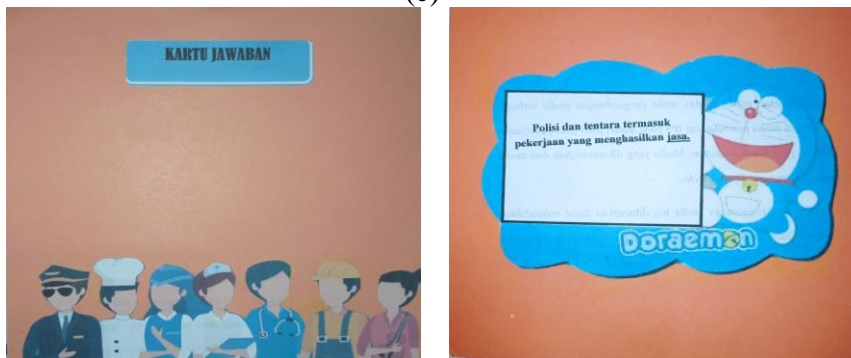 KARTU JAWABAN
Polisi dan tentara termasuk
pekerjaan yang menghasilkan jasa.
Doraemon